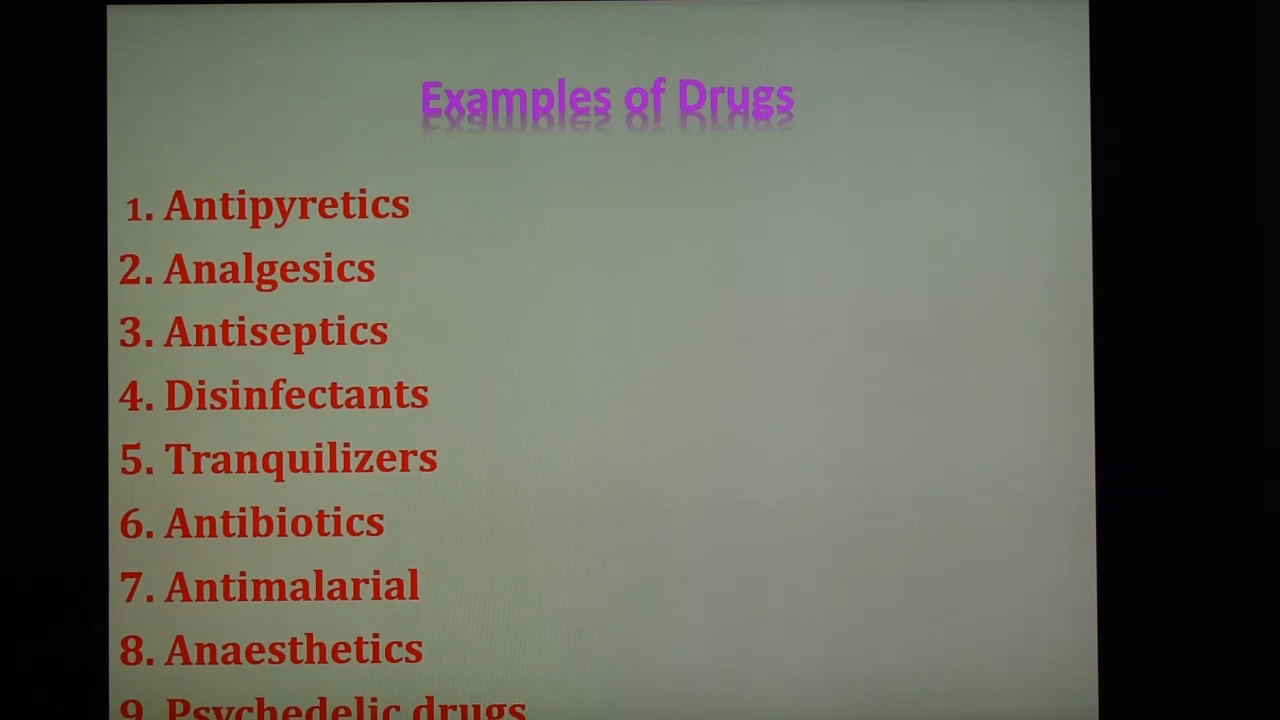 Examples of Drugs
1. Antipyretics
2. Analgesics
3. Antiseptics
4. Disinfectants
5. Tranquilizers
6. Antibiotics
7. Antimalarial
8. Anaesthetics
9. Psychedelic drugs